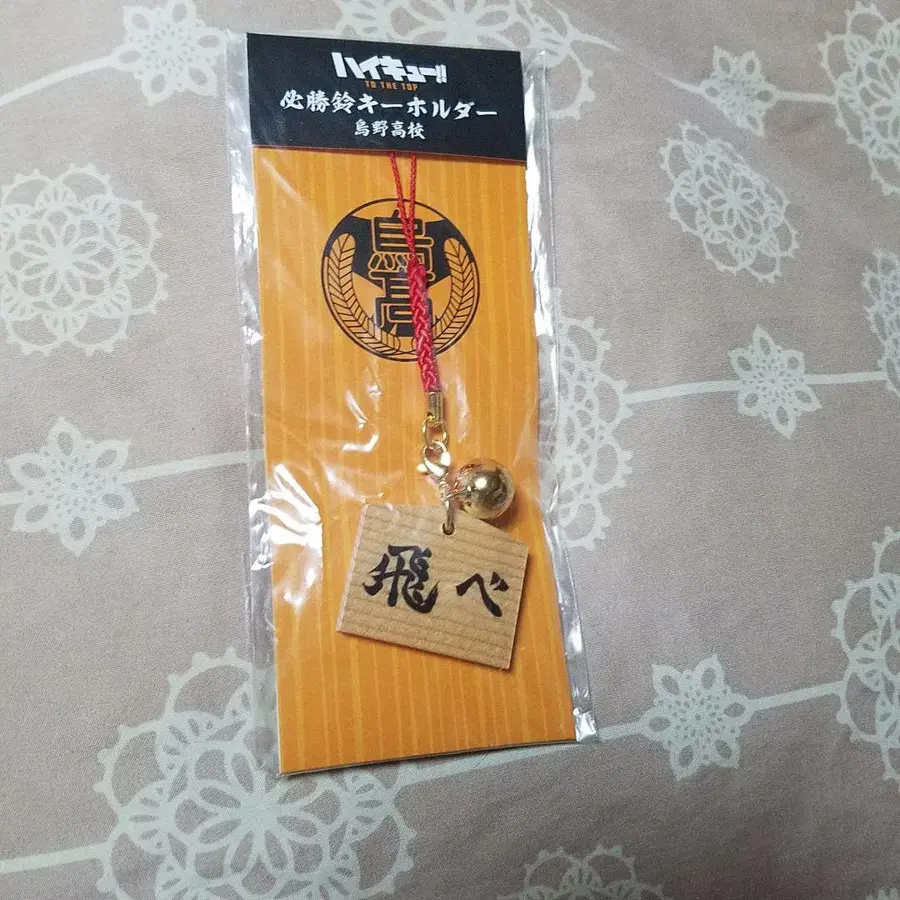 ハイキュー!!
TO THE TOP
必勝鈴キーホルダー
烏野高校
烏高
飛べ